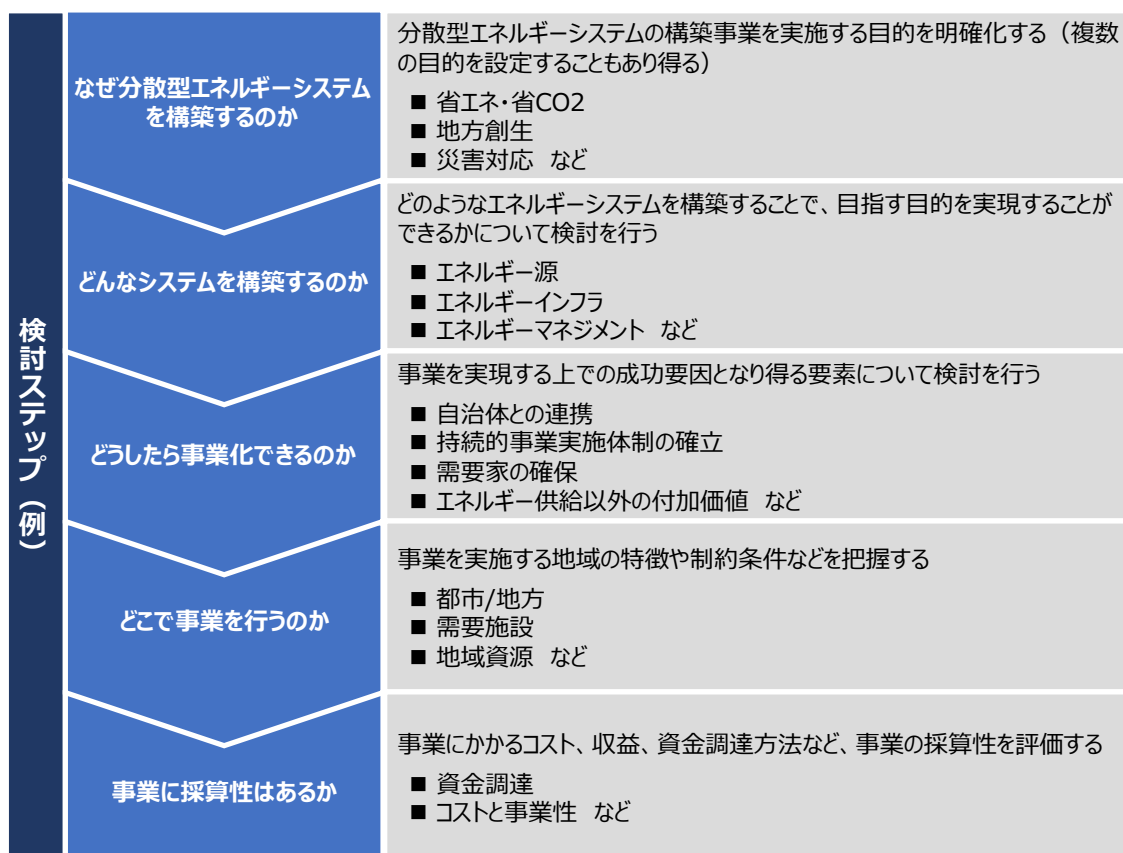 検討ステップ（例）
なぜ分散型エネルギーシステム
を構築するのか
分散型エネルギーシステムの構築事業を実施する目的を明確化する（複数
の目的を設定することもあり得る）
■ 省エネ・省CO2
■ 地方創生
■ 災害対応　など
どんなシステムを構築するのか
どのようなエネルギーシステムを構築することで、目指す目的を実現することが
できるかについて検討を行う
■ エネルギー源
■ エネルギーインフラ
■ エネルギーマネジメント　など
どうしたら事業化できるのか
事業を実現する上での成功要因となり得る要素について検討を行う
■ 自治体との連携
■ 持続的事業実施体制の確立
■ 需要家の確保
■ エネルギー供給以外の付加価値　など
どこで事業を行うのか
事業を実施する地域の特徴や制約条件などを把握する
■ 都市/地方
■ 需要施設
■ 地域資源　など
事業に採算性はあるか
事業にかかるコスト、収益、資金調達方法など、事業の採算性を評価する
■ 資金調達
■ コストと事業性　など